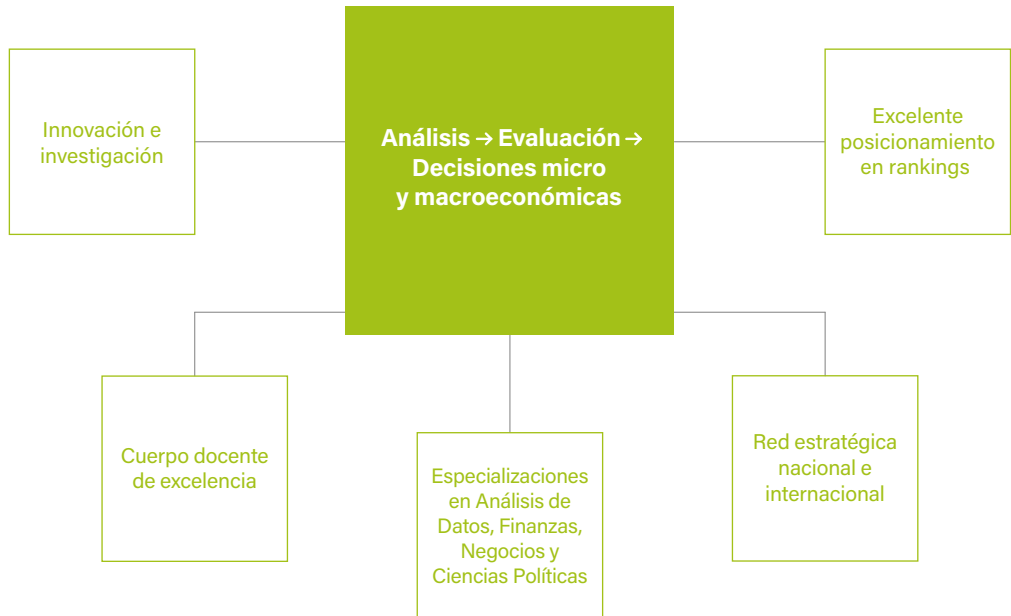 Innovación e
investigación
Análisis → Evaluación →
Decisiones micro
y macroeconómicas
Excelente
posicionamiento
en rankings
Cuerpo docente
de excelencia
Especializaciones
en Análisis de
Datos, Finanzas,
Negocios y
Ciencias Políticas
Red estratégica
nacional e
internacional